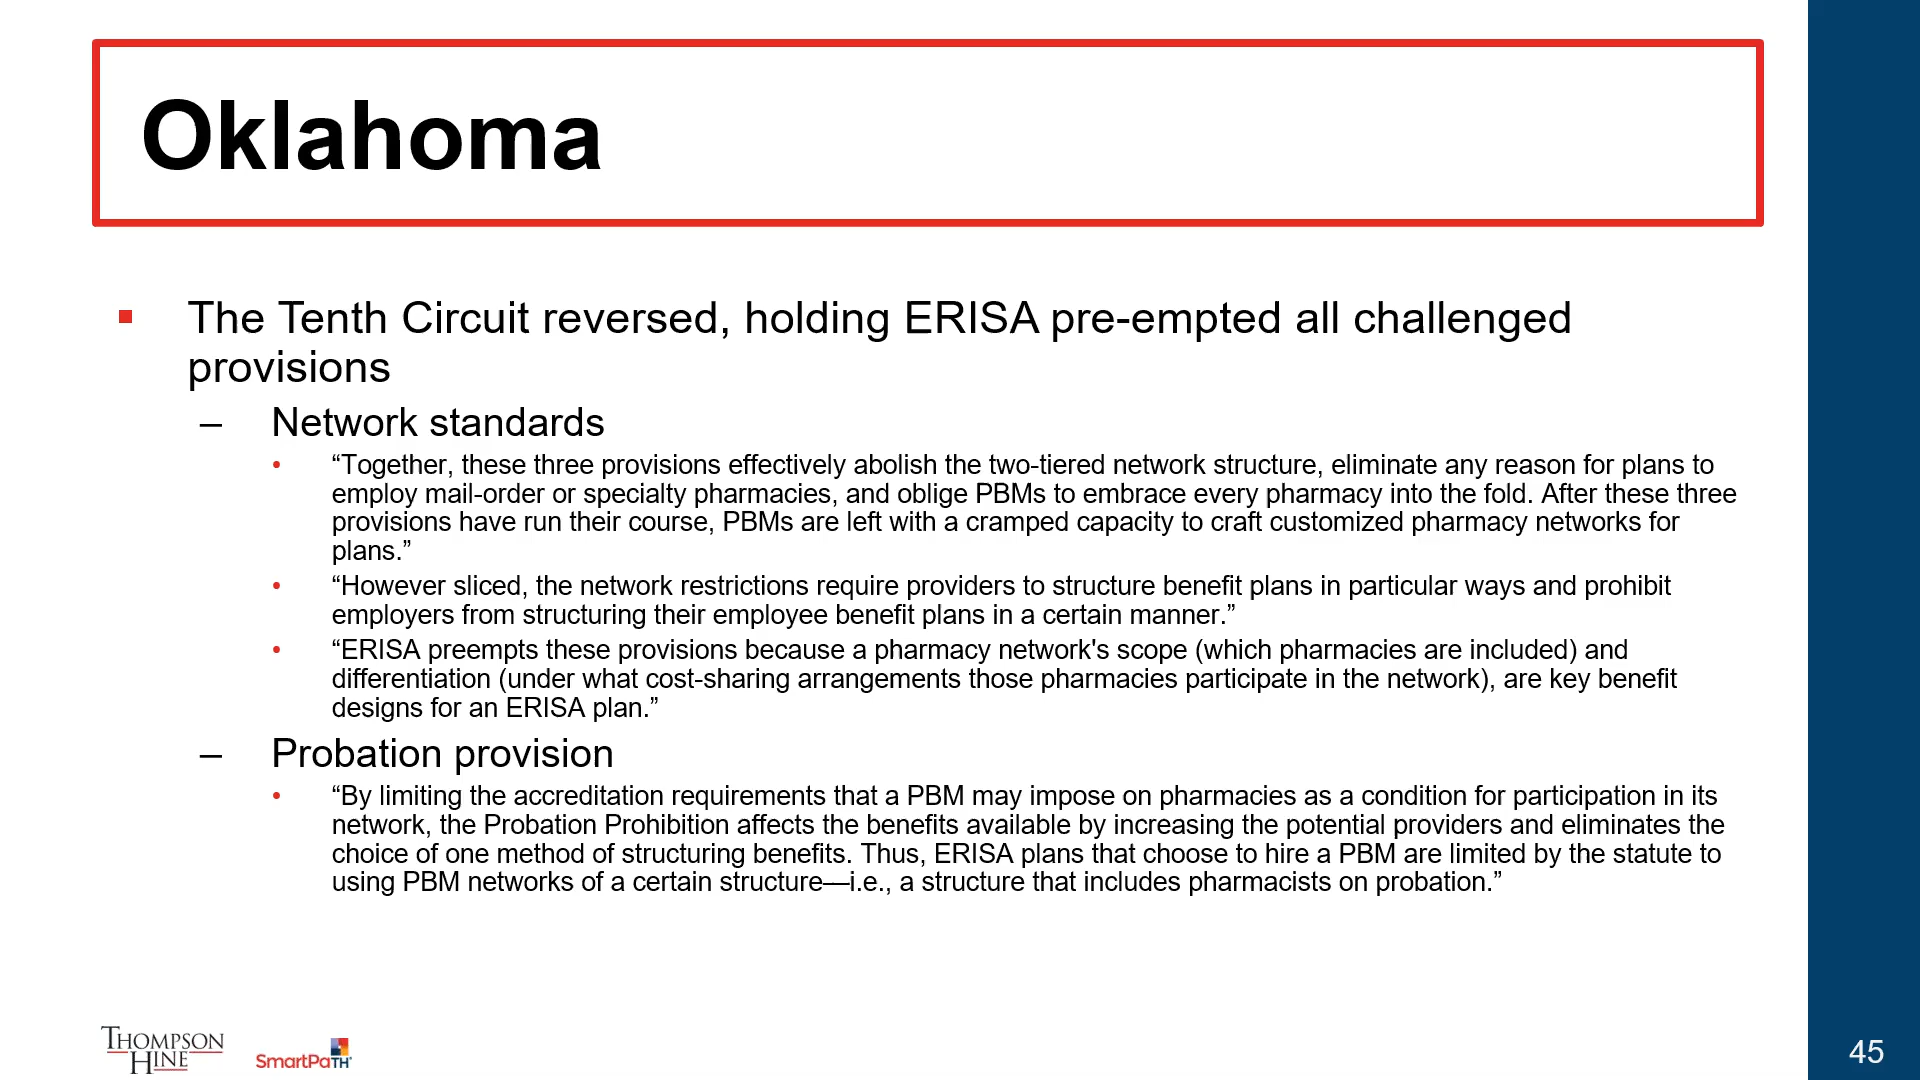 Oklahoma
▪ The Tenth Circuit reversed, holding ERISA pre-empted all challenged
provisions
– Network standards
• “Together, these three provisions effectively abolish the two-tiered network structure, eliminate any reason for plans to
employ mail-order or specialty pharmacies, and oblige PBMs to embrace every pharmacy into the fold. After these three
provisions have run their course, PBMs are left with a cramped capacity to craft customized pharmacy networks for
plans.”
• “However sliced, the network restrictions require providers to structure benefit plans in particular ways and prohibit
employers from structuring their employee benefit plans in a certain manner.”
• “ERISA preempts these provisions because a pharmacy network's scope (which pharmacies are included) and
differentiation (under what cost-sharing arrangements those pharmacies participate in the network), are key benefit
designs for an ERISA plan.”
– Probation provision
• “By limiting the accreditation requirements that a PBM may impose on pharmacies as a condition for participation in its
network, the Probation Prohibition affects the benefits available by increasing the potential providers and eliminates the
choice of one method of structuring benefits. Thus, ERISA plans that choose to hire a PBM are limited by the statute to
using PBM networks of a certain structure—i.e., a structure that includes pharmacists on probation.”
THOMPSON
HINE
SmartPaTH
45